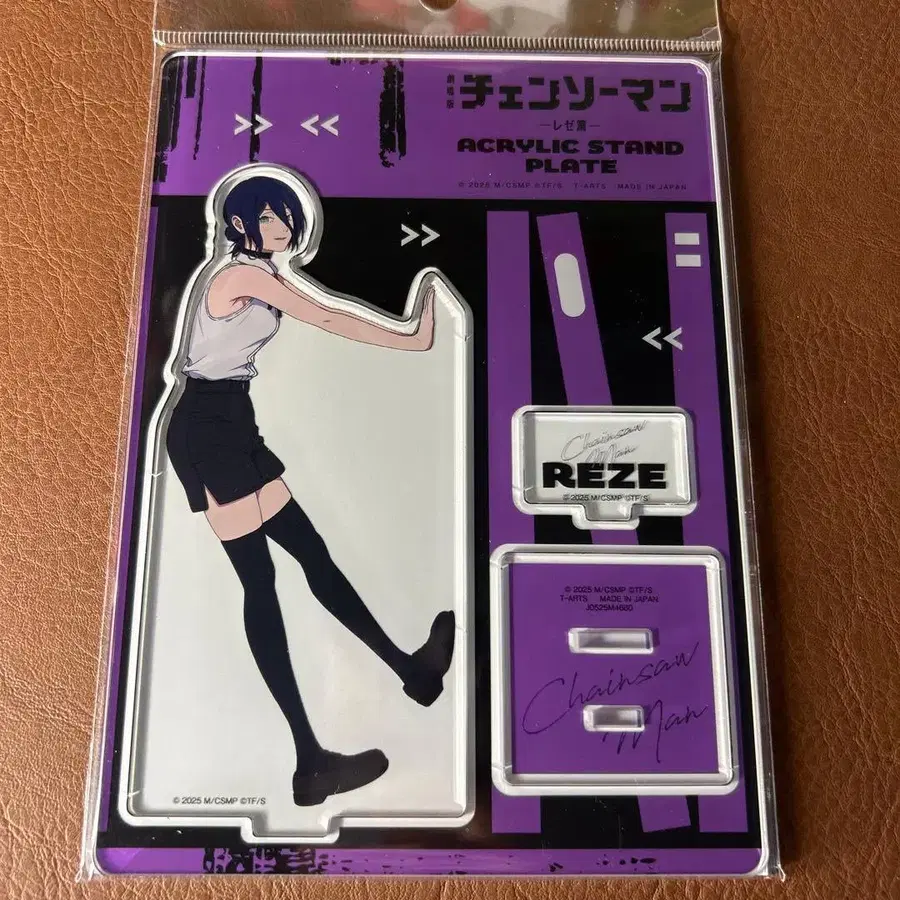 劇場版 チェンソーマン
—レゼ篇—
ACRYLIC STAND
PLATE
© 2025 M/CSMP ©TF/S T-ARTS MADE IN JAPAN
>> <<
>>
<<
Chainsaw
Man
REZE
© 2025 M/CSMP ©TF/S
© 2025 M/CSMP ©TF/S
T-ARTS MADE IN JAPAN
J0525M4660
Chainsaw
Man
© 2025 M/CSMP ©TF/S